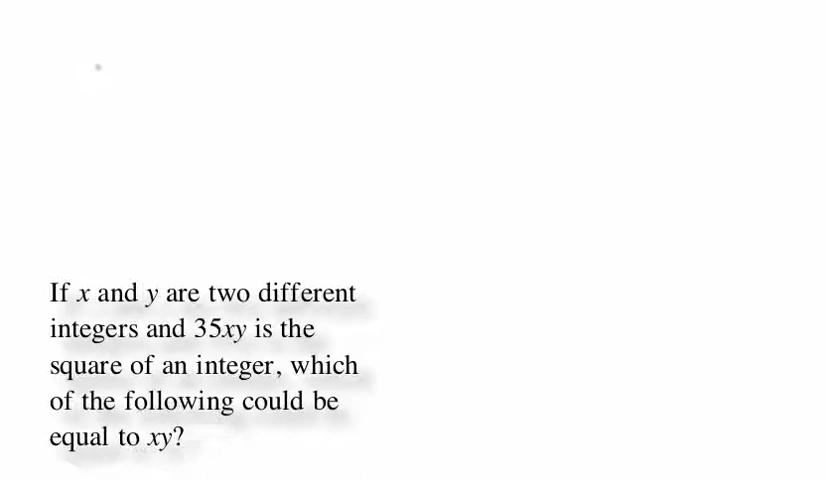 If x and y are two different
integers and 35xy is the
square of an integer, which
of the following could be
equal to xy?